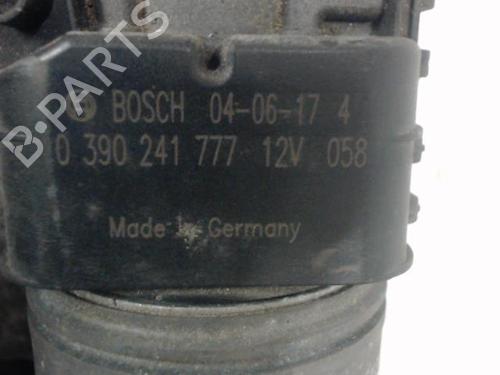 BOSCH 04-06-17 4
0 390 241 777 12V 058
Made in Germany
B-PARTS